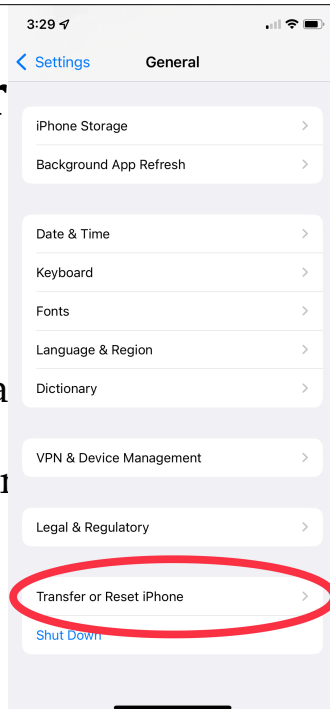 3:29
Settings
General
iPhone Storage
Background App Refresh
Date & Time
Keyboard
Fonts
Language & Region
Dictionary
VPN & Device Management
Legal & Regulatory
Transfer or Reset iPhone
Shut Down